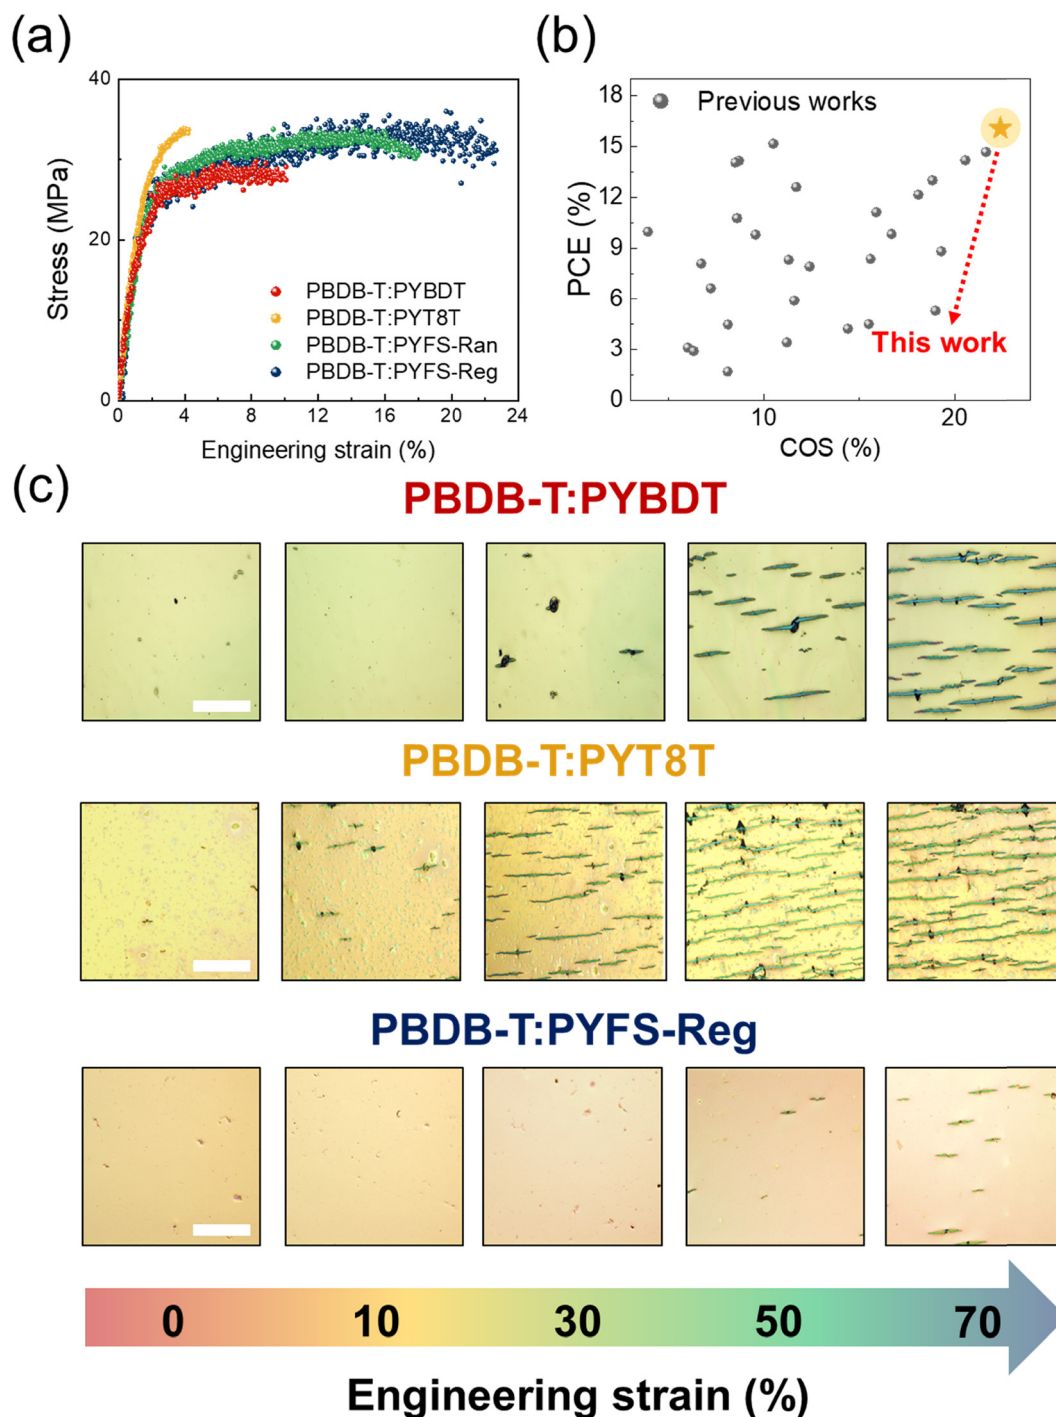 (a)
(b)
40
20
0
Stress (MPa)
PBDB-T:PYBDT
PBDB-T:PYT8T
PBDB-T:PYFS-Ran
PBDB-T:PYFS-Reg
0 4 8 12 16 20 24
Engineering strain (%)
18
15
12
9
6
3
0
PCE (%)
Previous works
This work
10 20
COS (%)
(c)
PBDB-T:PYBDT
PBDB-T:PYT8T
PBDB-T:PYFS-Reg
0 10 30 50 70
Engineering strain (%)